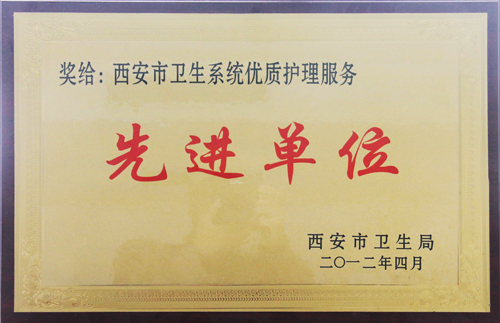 奖给：西安市卫生系统优质护理服务
先进单位
西安市卫生局
二〇一二年四月